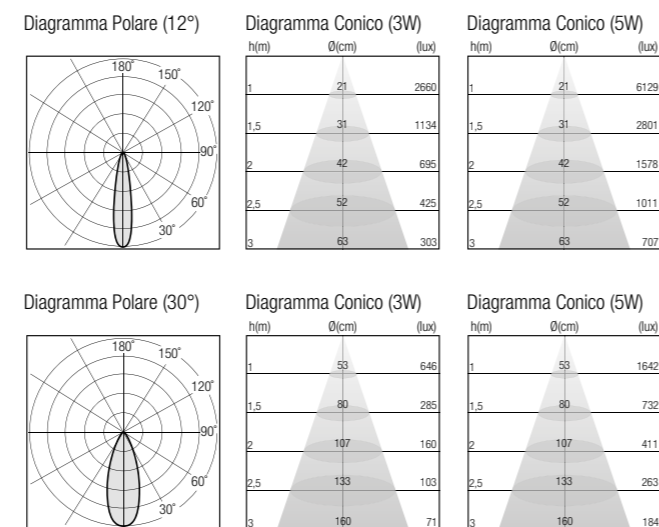 Diagramma Polare (12°)
180°
150°
120°
90°
60°
30°
Diagramma Conico (3W)
h(m) Ø(cm) (lux)
1 21 2660
1,5 31 1134
2 42 695
2,5 52 425
3 63 303
Diagramma Conico (5W)
h(m) Ø(cm) (lux)
1 21 6129
1,5 31 2801
2 42 1578
2,5 52 1011
3 63 707
Diagramma Polare (30°)
180°
150°
120°
90°
60°
30°
Diagramma Conico (3W)
h(m) Ø(cm) (lux)
1 53 646
1,5 80 285
2 107 160
2,5 133 103
3 160 71
Diagramma Conico (5W)
h(m) Ø(cm) (lux)
1 53 1642
1,5 80 732
2 107 411
2,5 133 263
3 160 184